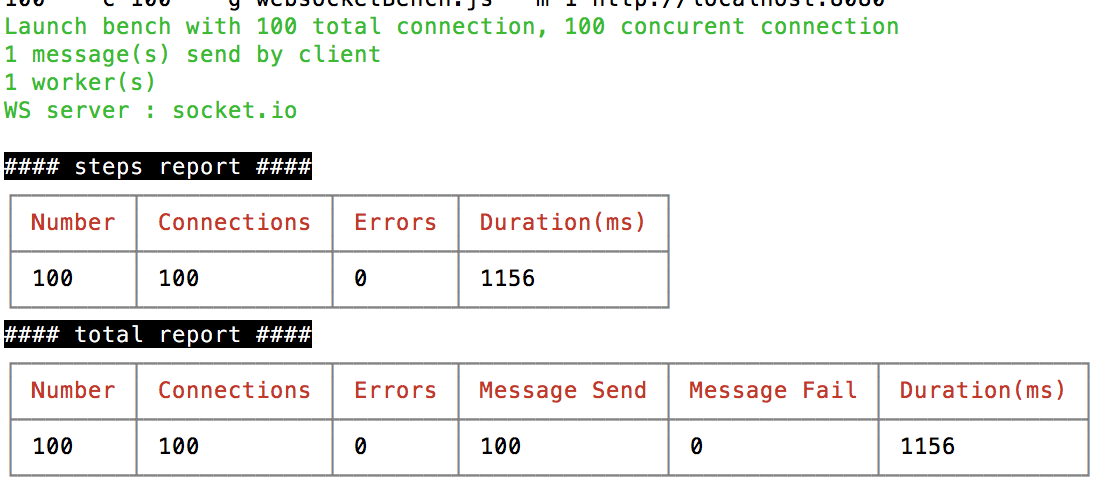 Launch bench with 100 total connection, 100 concurent connection
1 message(s) send by client
1 worker(s)
WS server : socket.io
#### steps report ####
Number Connections Errors Duration(ms)
100 100 0 1156
#### total report ####
Number Connections Errors Message Send Message Fail Duration(ms)
100 100 0 100 0 1156